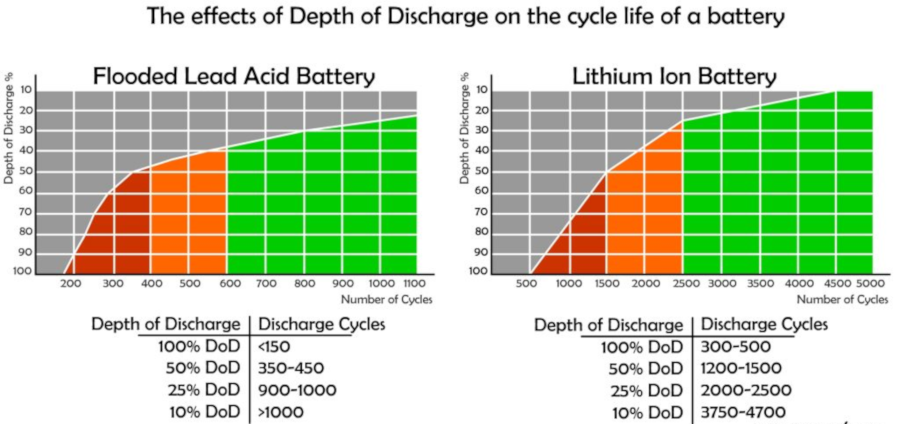 The effects of Depth of Discharge on the cycle life of a battery
Flooded Lead Acid Battery
Depth of Discharge %
10
20
30
40
50
60
70
80
90
100
200 300 400 500 600 700 800 900 1000 1100
Number of Cycles
Depth of Discharge Discharge Cycles
100% DoD <150
50% DoD 350-450
25% DoD 900-1000
10% DoD >1000
Lithium Ion Battery
Depth of Discharge %
10
20
30
40
50
60
70
80
90
100
500 1000 1500 2000 2500 3000 3500 4000 4500 5000
Number of Cycles
Depth of Discharge Discharge Cycles
100% DoD 300-500
50% DoD 1200-1500
25% DoD 2000-2500
10% DoD 3750-4700